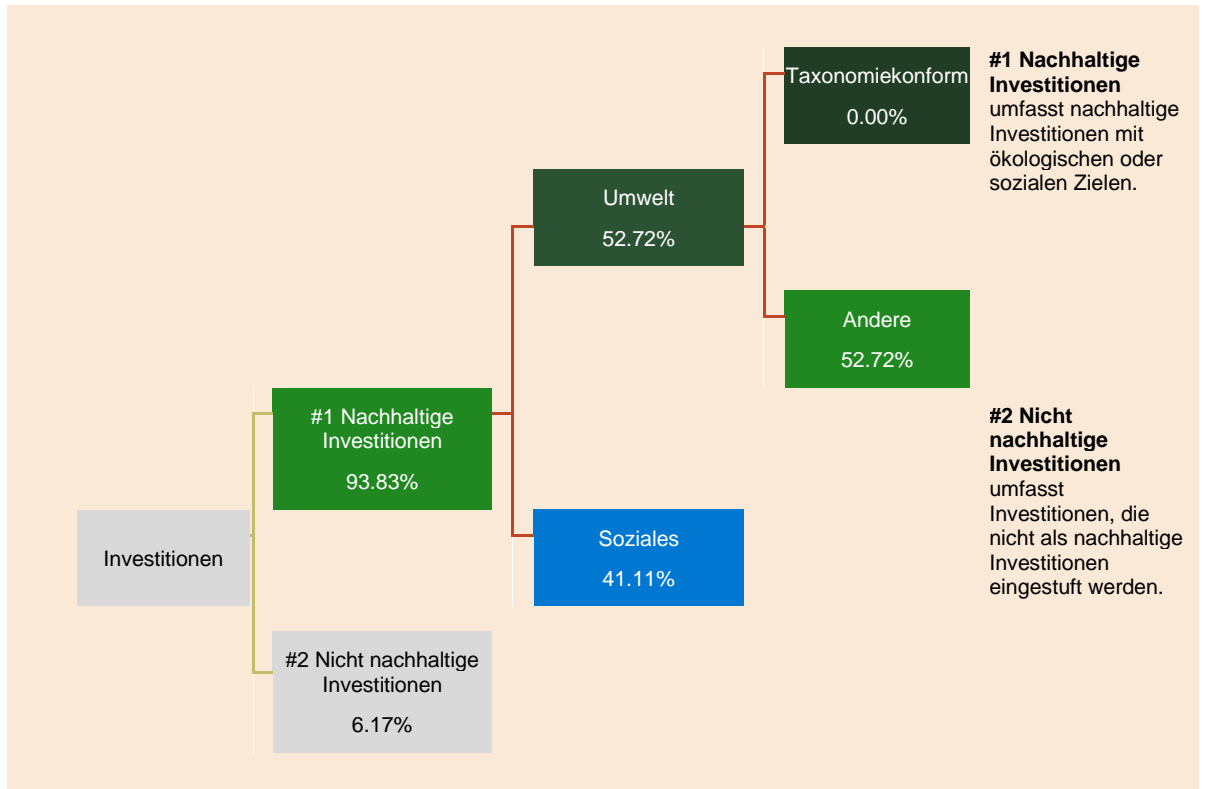 Taxonomiekonform
0.00%
Umwelt
52.72%
Andere
52.72%
#1 Nachhaltige
Investitionen
93.83%
Soziales
41.11%
Investitionen
#2 Nicht nachhaltige
Investitionen
6.17%
#1 Nachhaltige
Investitionen
umfasst nachhaltige
Investitionen mit
ökologischen oder
sozialen Zielen.
#2 Nicht
nachhaltige
Investitionen
umfasst
Investitionen, die
nicht als nachhaltige
Investitionen
eingestuft werden.